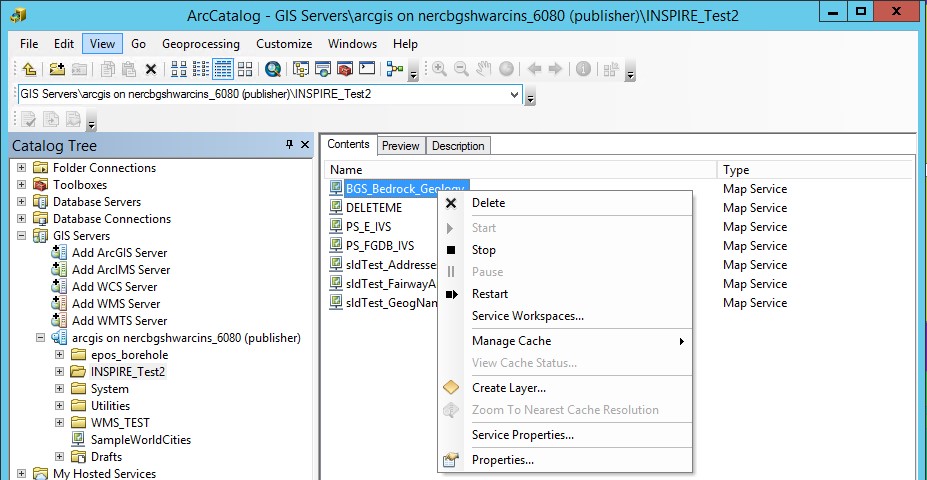 ArcCatalog - GIS Servers\arcgis on nercbgshwarcins_6080 (publisher)\INSPIRE_Test2
File Edit View Go Geoprocessing Customize Windows Help
GIS Servers\arcgis on nercbgshwarcins_6080 (publisher)\INSPIRE_Test2
Catalog Tree
Folder Connections
Toolboxes
Database Servers
Database Connections
GIS Servers
Add ArcGIS Server
Add ArcIMS Server
Add WCS Server
Add WMS Server
Add WMTS Server
arcgis on nercbgshwarcins_6080 (publisher)
epos_borehole
INSPIRE_Test2
System
Utilities
WMS_TEST
SampleWorldCities
Drafts
My Hosted Services
Contents Preview Description
Name Type
BGS_Bedrock_Geology Map Service
DELETEME Map Service
PS_E_IVS Map Service
PS_FGDB_IVS Map Service
sldTest_Addresse Map Service
sldTest_FairwayA Map Service
sldTest_GeogNan Map Service
Delete
Start
Stop
Pause
Restart
Service Workspaces...
Manage Cache
View Cache Status...
Create Layer...
Zoom To Nearest Cache Resolution
Service Properties...
Properties...